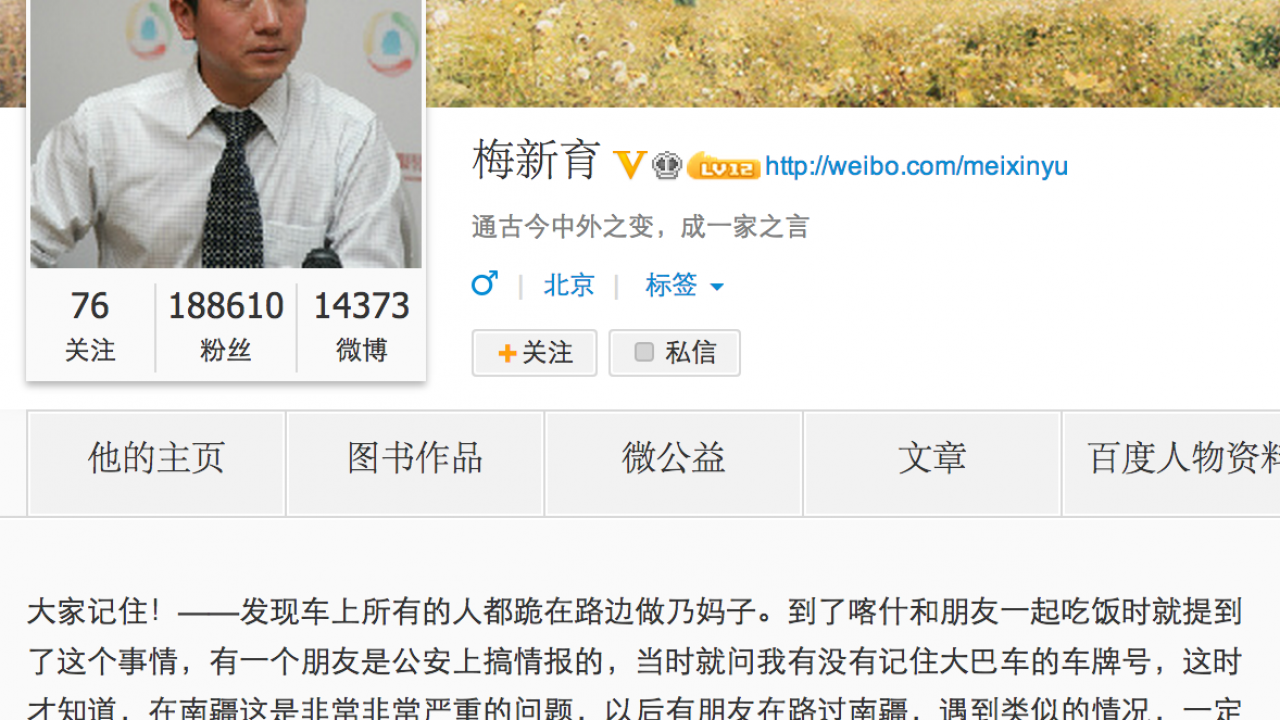 梅新育 V LV12 http://weibo.com/meixinyu
通古今中外之变，成一家之言
♂ | 北京 | 标签
76 188610 14373
关注 粉丝 微博
+关注 私信
他的主页 图书作品 微公益 文章 百度人物资料
大家记住！——发现车上所有的人都跪在路边做乃妈子。到了喀什和朋友一起吃饭时就提到
了这个事情，有一个朋友是公安上搞情报的，当时就问我有没有记住大巴车的车牌号，这时
才知道，在南疆这是非常非常严重的问题，以后有朋友在路过南疆，遇到类似的情况，一定